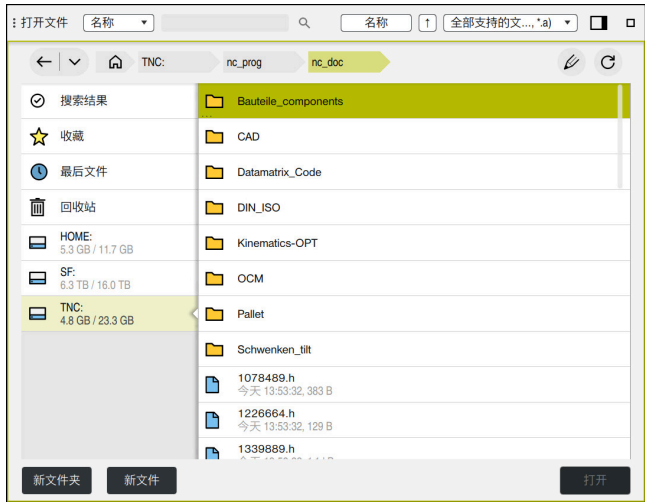 打开文件 名称 名称 ↑ 全部支持的文..., *.a)
TNC: nc_prog nc_doc
搜索结果
收藏
最后文件
回收站
HOME:
5.3 GB / 11.7 GB
SF:
6.3 TB / 16.0 TB
TNC:
4.8 GB / 23.3 GB
Bauteile_components
...
CAD
Datamatrix_Code
DIN_ISO
Kinematics-OPT
OCM
Pallet
Schwenken_tilt
1078489.h
今天 13:53:32, 383 B
1226664.h
今天 13:53:32, 129 B
1339889.h
新文件夹 新文件 打开